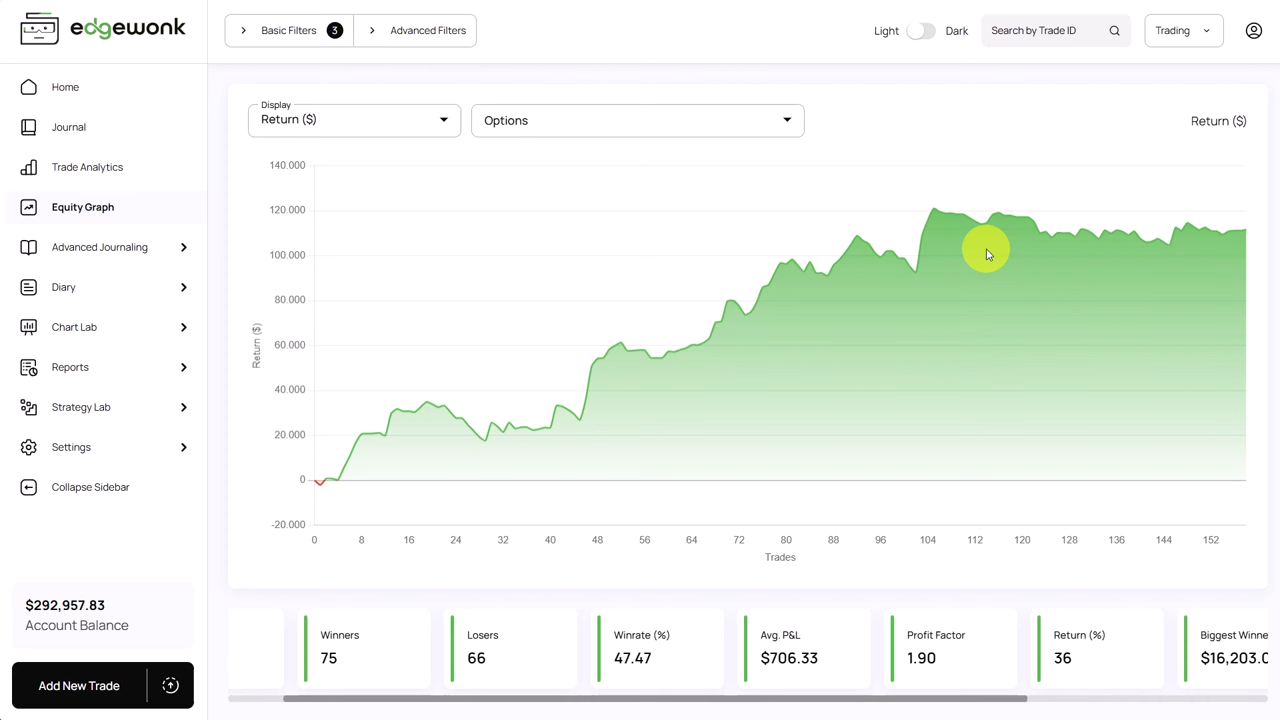 edgewonk
Basic Filters 3
Advanced Filters
Light
Dark
Search by Trade ID
Trading
Home
Journal
Trade Analytics
Equity Graph
Advanced Journaling
Diary
Chart Lab
Reports
Strategy Lab
Settings
Collapse Sidebar
$292,957.83
Account Balance
Add New Trade
Display
Return ($)
Options
Return ($)
140.000
120.000
100.000
80.000
60.000
40.000
20.000
0
-20.000
Return ($)
0 8 16 24 32 40 48 56 64 72 80 88 96 104 112 120 128 136 144 152
Trades
Winners
75
Losers
66
Winrate (%)
47.47
Avg. P&L
$706.33
Profit Factor
1.90
Return (%)
36
Biggest Winne
$16,203.0